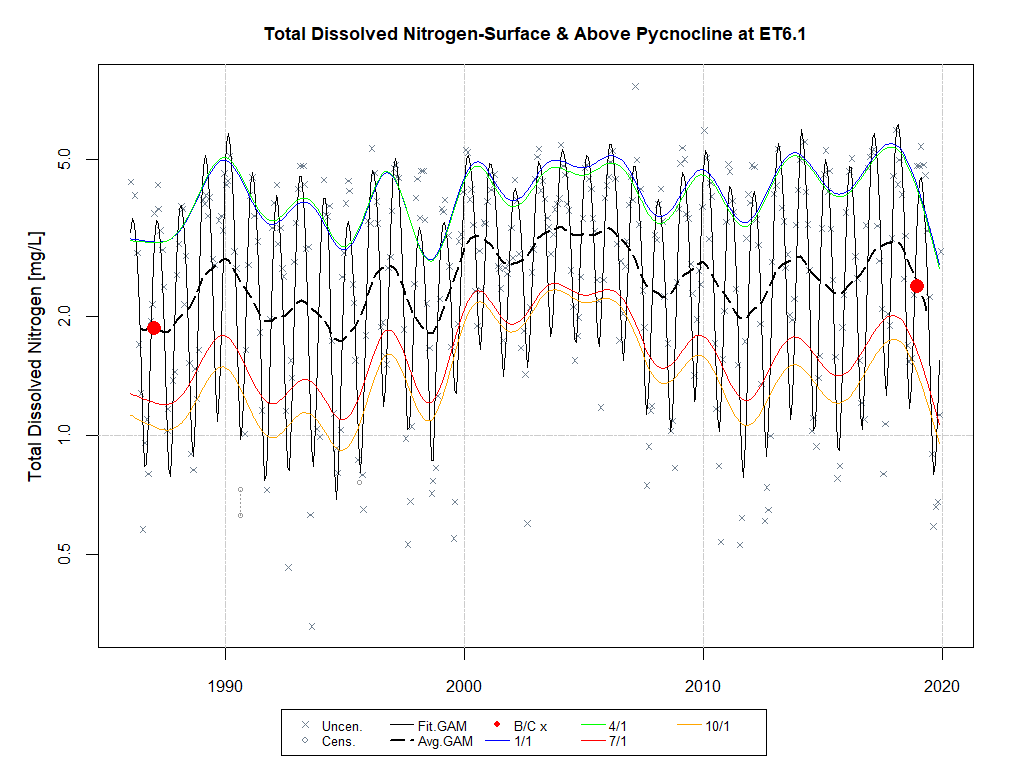 Total Dissolved Nitrogen-Surface & Above Pycnocline at ET6.1
Total Dissolved Nitrogen [mg/L]
5.0
2.0
1.0
0.5
1990 2000 2010 2020
Uncen. Fit.GAM B/C x 4/1 10/1
Cens. Avg.GAM 1/1 7/1